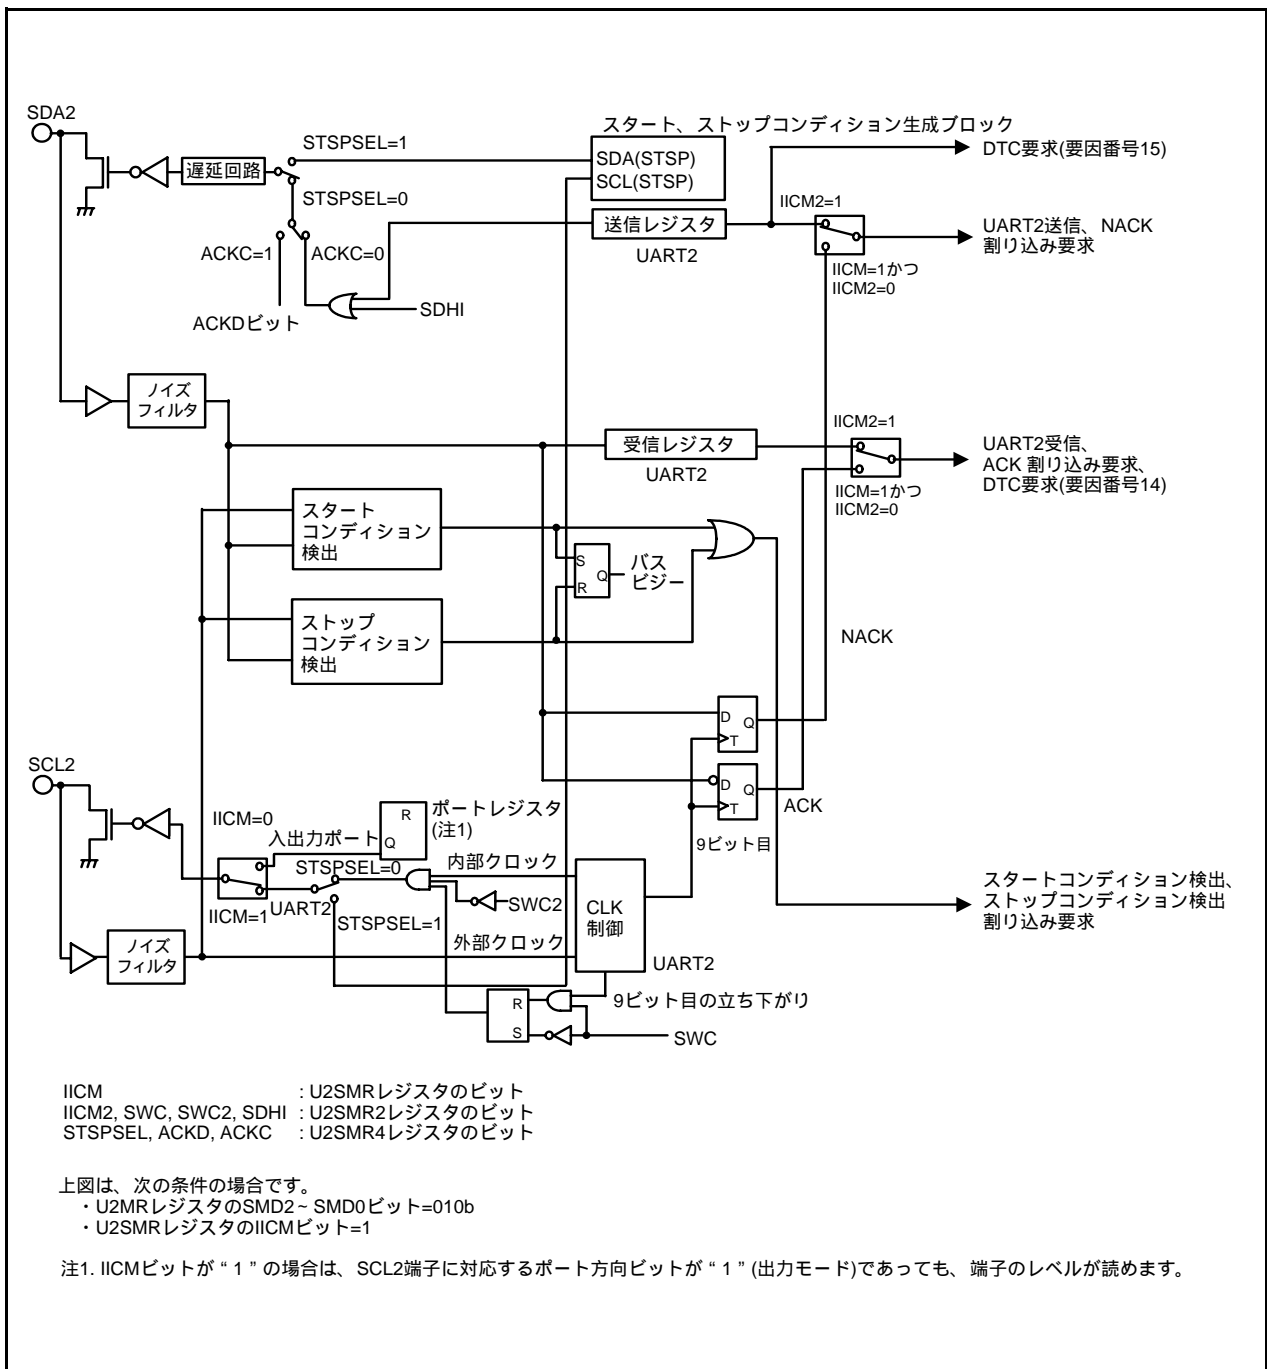 SDA2
スタート、ストップコンディション生成ブロック
STSPSEL=1
SDA(STSP)
SCL(STSP)
DTC要求(要因番号15)
遅延回路
STSPSEL=0
IICM2=1
送信レジスタ
UART2
UART2送信、NACK
割り込み要求
ACKC=1
ACKC=0
IICM=1かつ
IICM2=0
SDHI
ACKDビット
ノイズ
フィルタ
IICM2=1
受信レジスタ
UART2
UART2受信、
ACK 割り込み要求、
DTC要求(要因番号14)
IICM=1かつ
IICM2=0
スタート
コンディション
検出
S
R
Q
バス
ビジー
ストップ
コンディション
検出
NACK
D
Q
T
SCL2
D
Q
T
ACK
9ビット目
IICM=0
入出力ポート
R
Q
ポートレジスタ
(注1)
STSPSEL=0
内部クロック
IICM=1
UART2
SWC2
CLK
制御
STSPSEL=1
外部クロック
UART2
ノイズ
フィルタ
スタートコンディション検出、
ストップコンディション検出
割り込み要求
R
S
9ビット目の立ち下がり
SWC
IICM : U2SMRレジスタのビット
IICM2, SWC, SWC2, SDHI : U2SMR2レジスタのビット
STSPSEL, ACKD, ACKC : U2SMR4レジスタのビット
上図は、次の条件の場合です。
・U2MRレジスタのSMD2~SMD0ビット=010b
・U2SMRレジスタのIICMビット=1
注1. IICMビットが“1”の場合は、SCL2端子に対応するポート方向ビットが“1”(出力モード)であっても、端子のレベルが読めます。